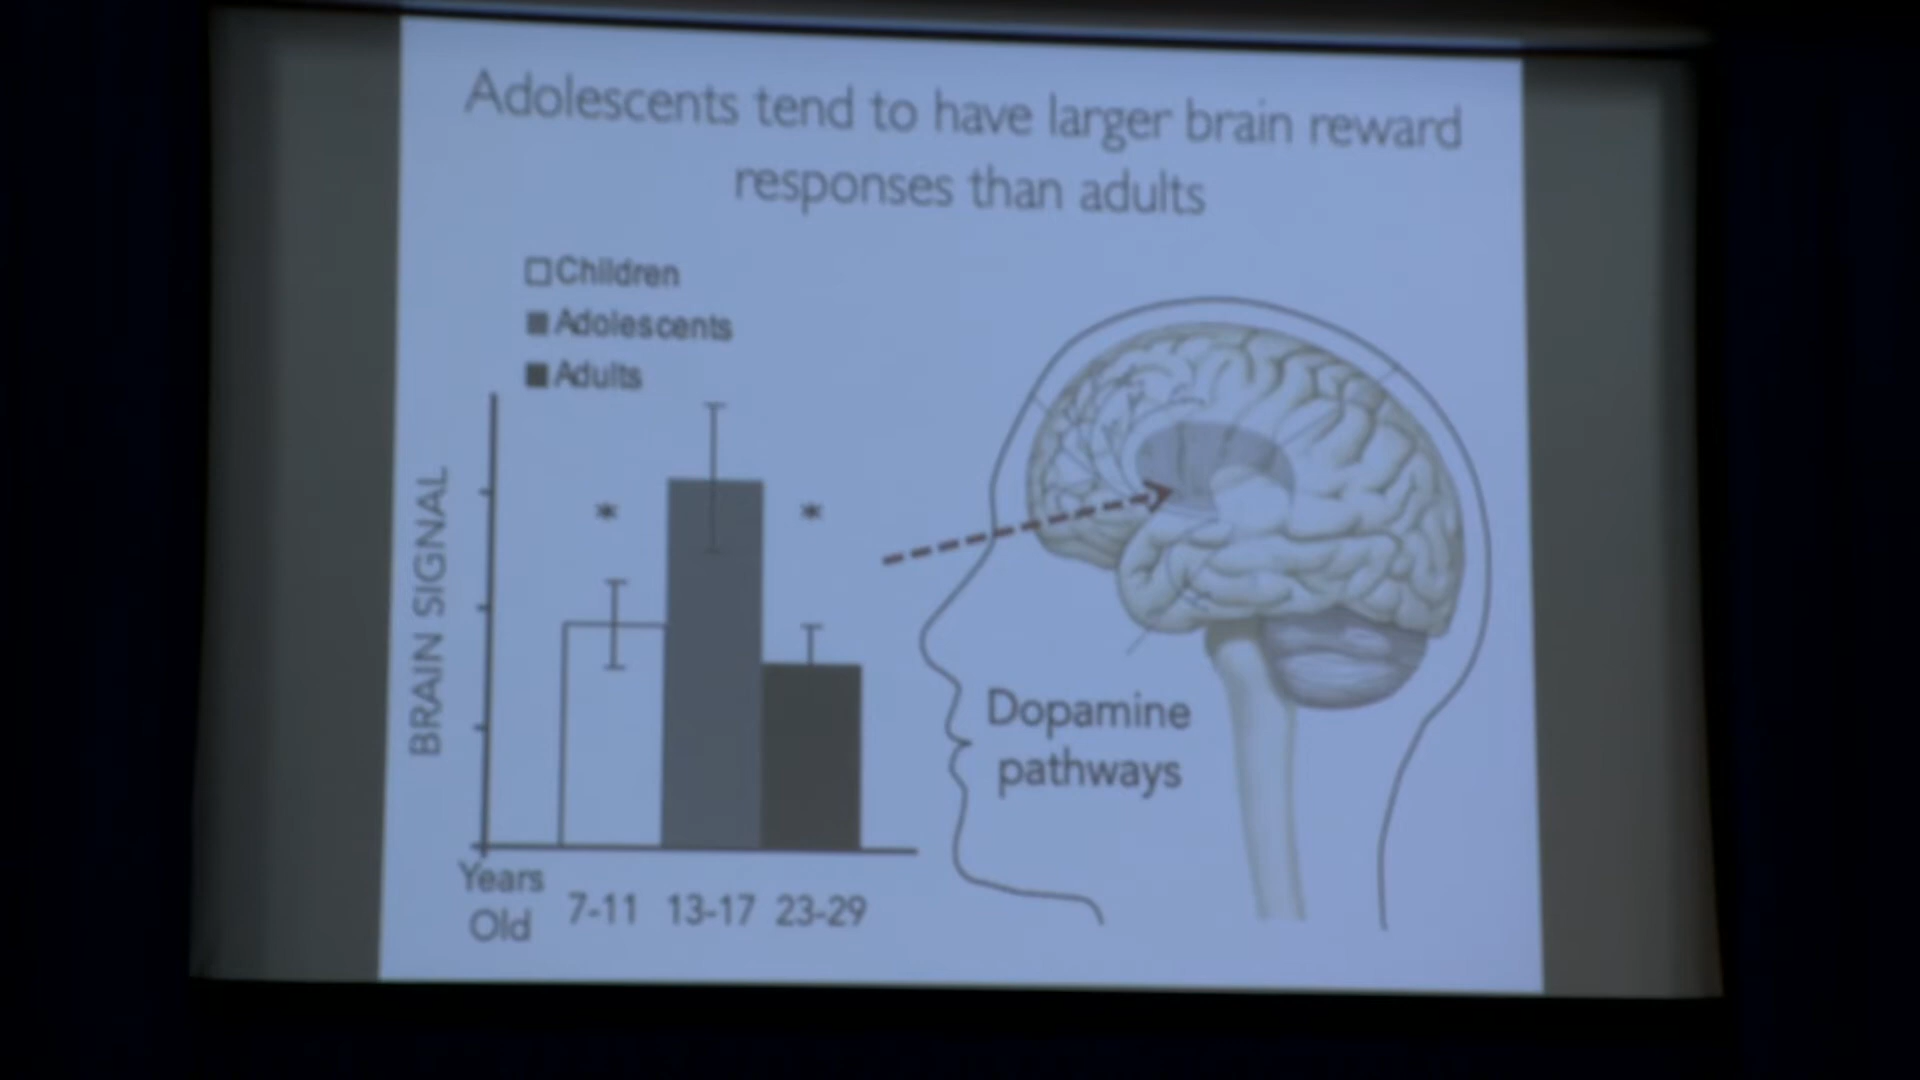 Adolescents tend to have larger brain reward
responses than adults
Children
Adolescents
Adults
BRAIN SIGNAL
*
*
Years
Old
7-11 13-17 23-29
Dopamine
pathways